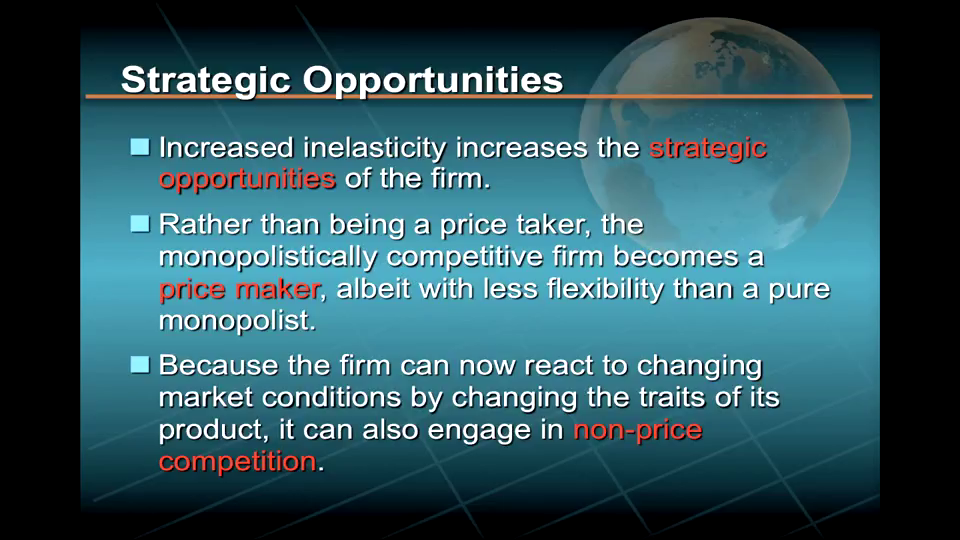 Strategic Opportunities
Increased inelasticity increases the strategic
opportunities of the firm.
Rather than being a price taker, the
monopolistically competitive firm becomes a
price maker, albeit with less flexibility than a pure
monopolist.
Because the firm can now react to changing
market conditions by changing the traits of its
product, it can also engage in non-price
competition.